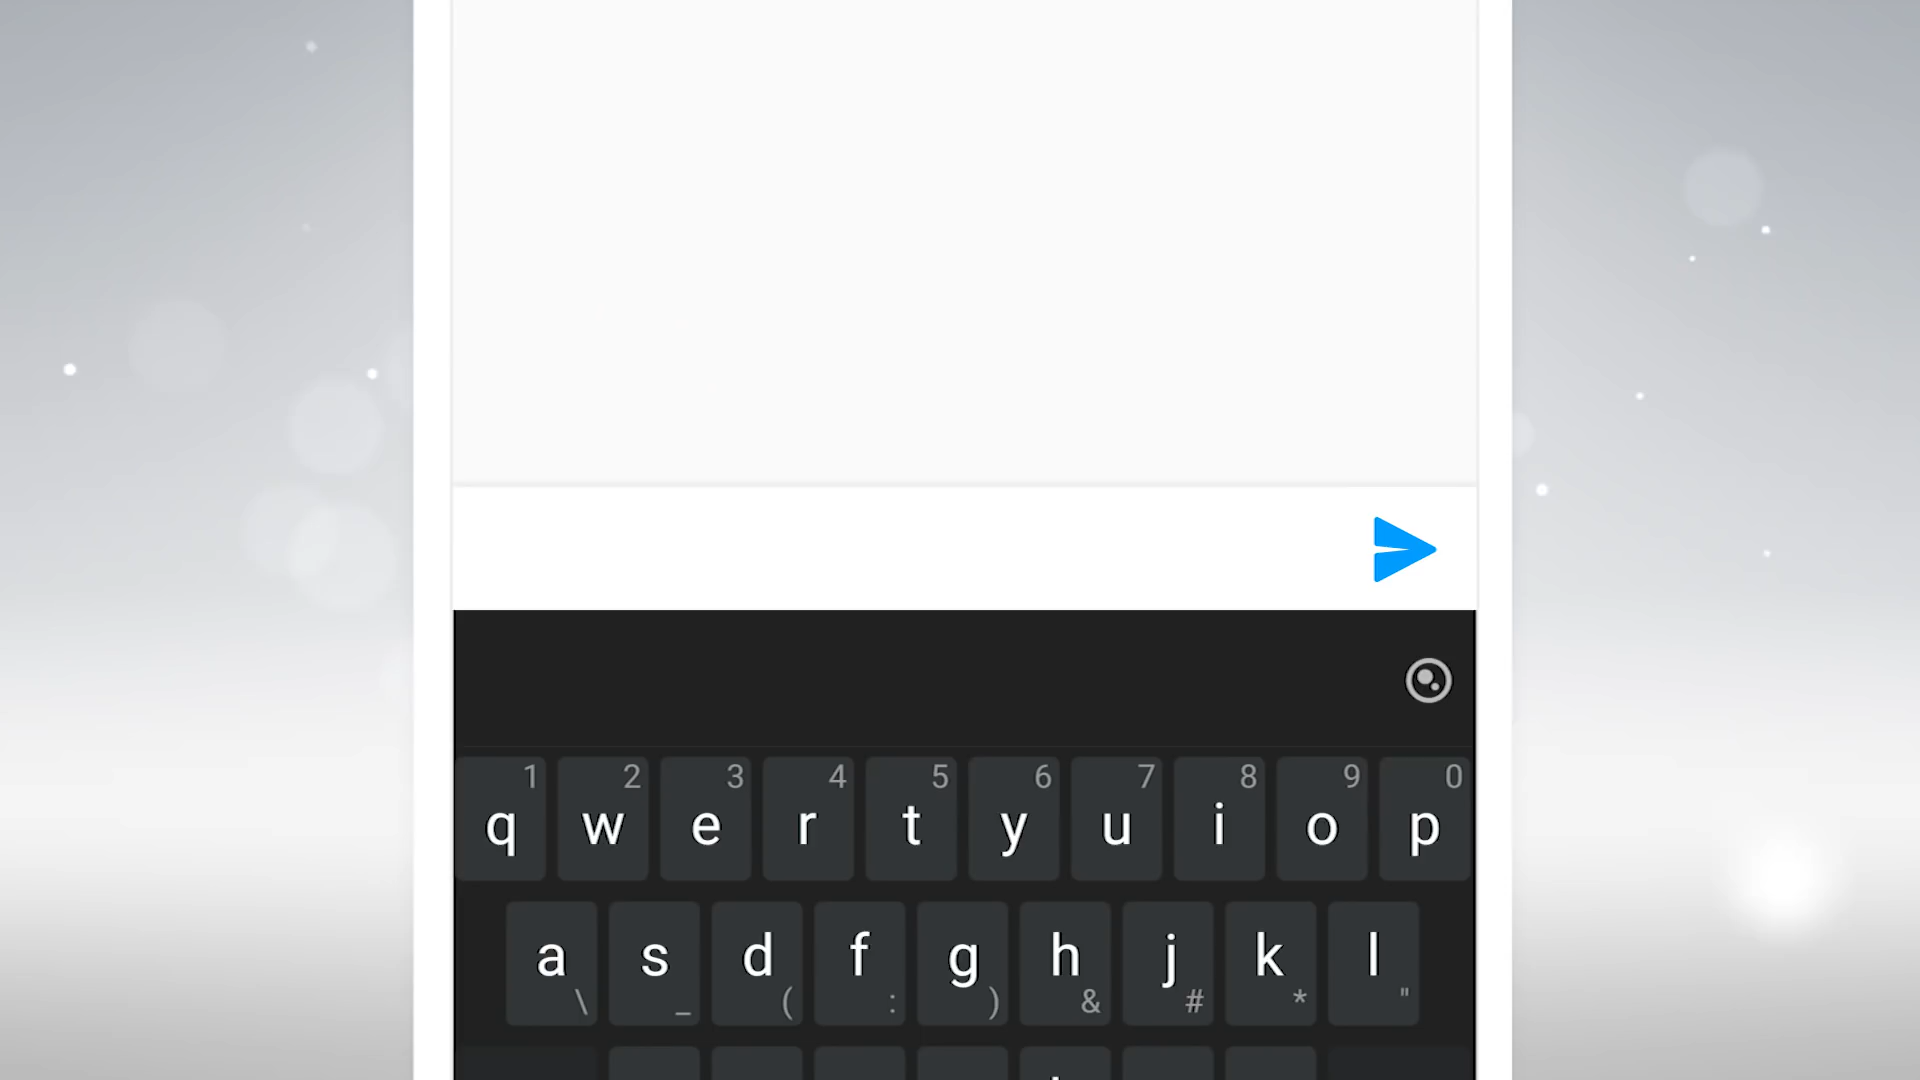 1 2 3 4 5 6 7 8 9 0
q w e r t y u i o p
a s d f g h j k l
\ _ ( : ) & # * "